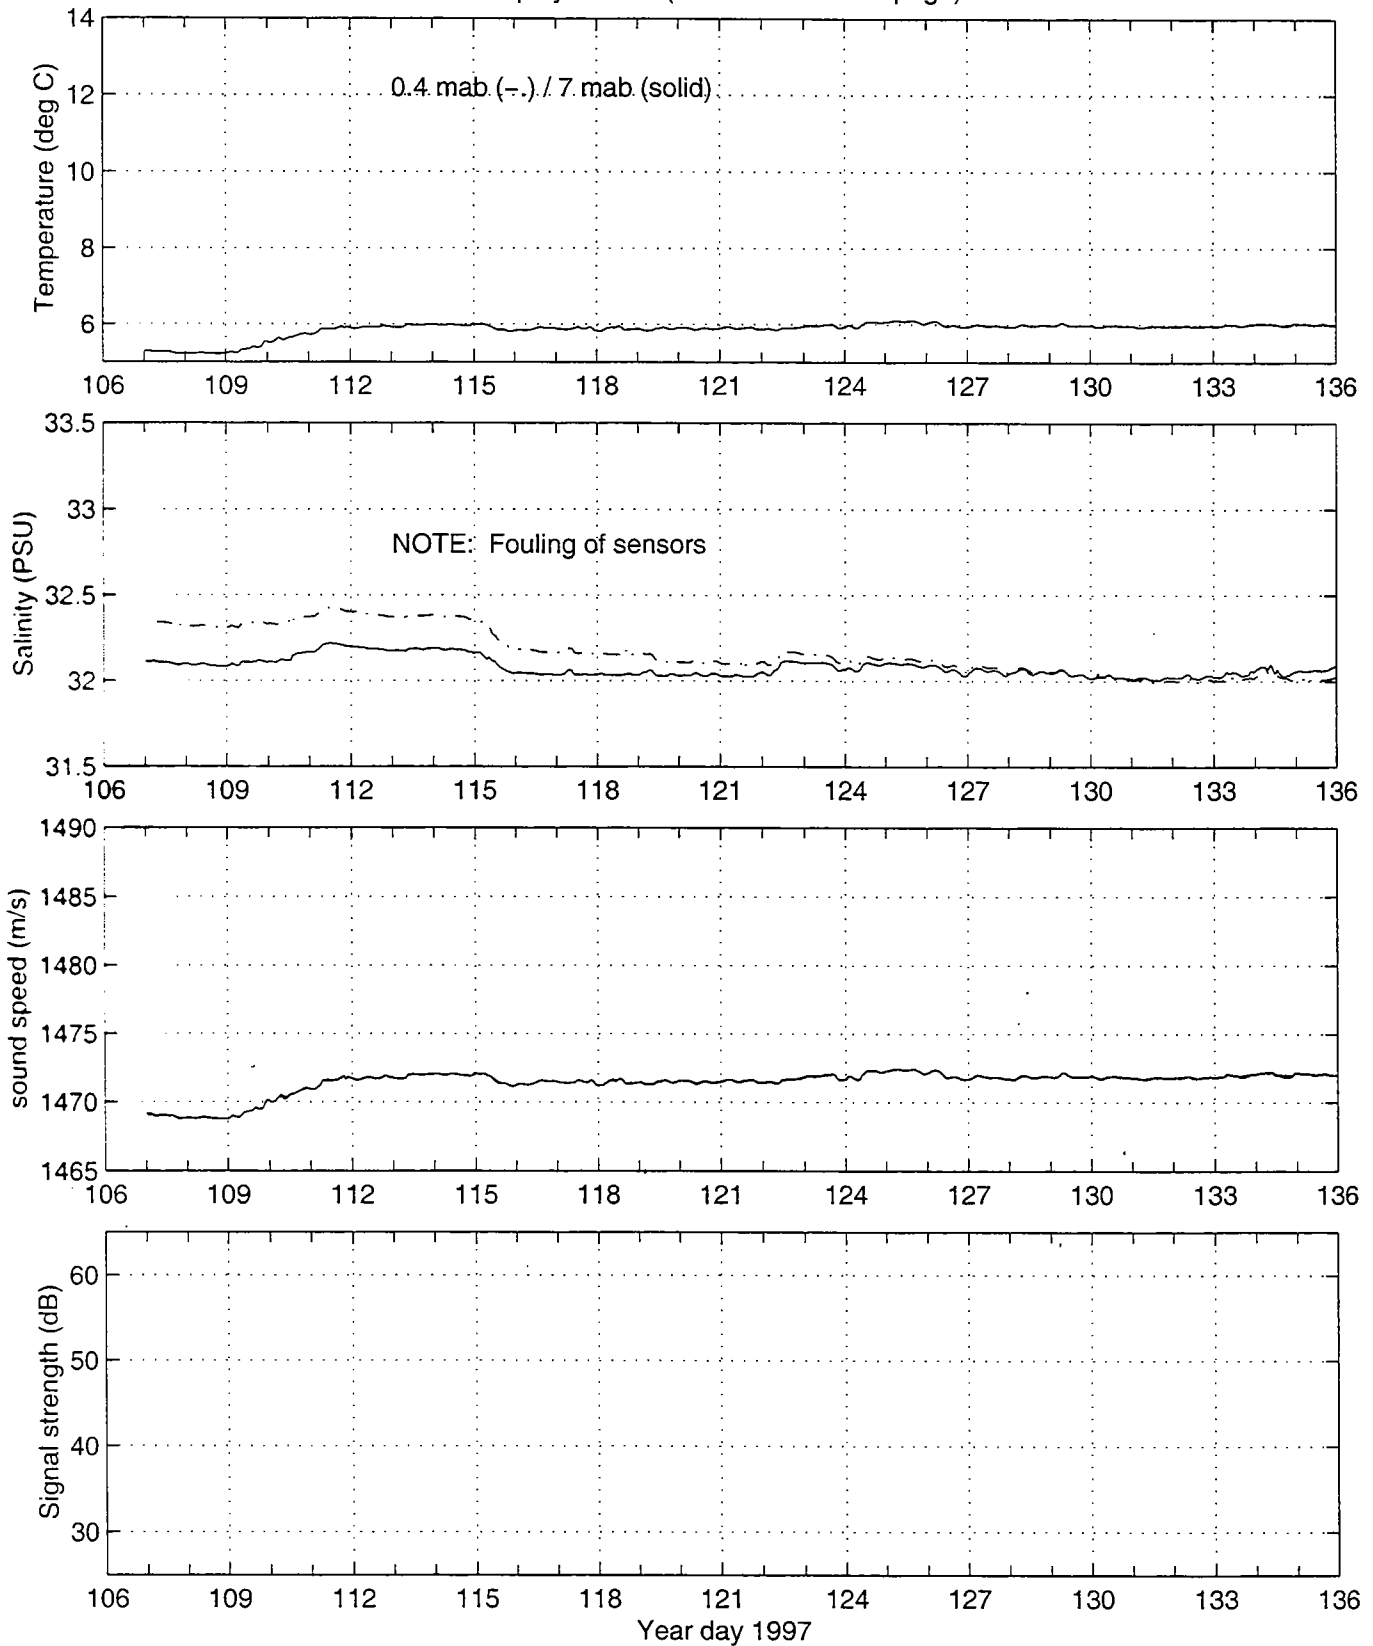 14
12
10
8
6
Temperature (deg C)
0.4 mab (-.) / 7 mab (solid)
106 109 112 115 118 121 124 127 130 133 136
33.5
33
32.5
32
31.5
Salinity (PSU)
NOTE: Fouling of sensors
106 109 112 115 118 121 124 127 130 133 136
1490
1485
1480
1475
1470
1465
sound speed (m/s)
106 109 112 115 118 121 124 127 130 133 136
60
50
40
30
Signal strength (dB)
106 109 112 115 118 121 124 127 130 133 136
Year day 1997